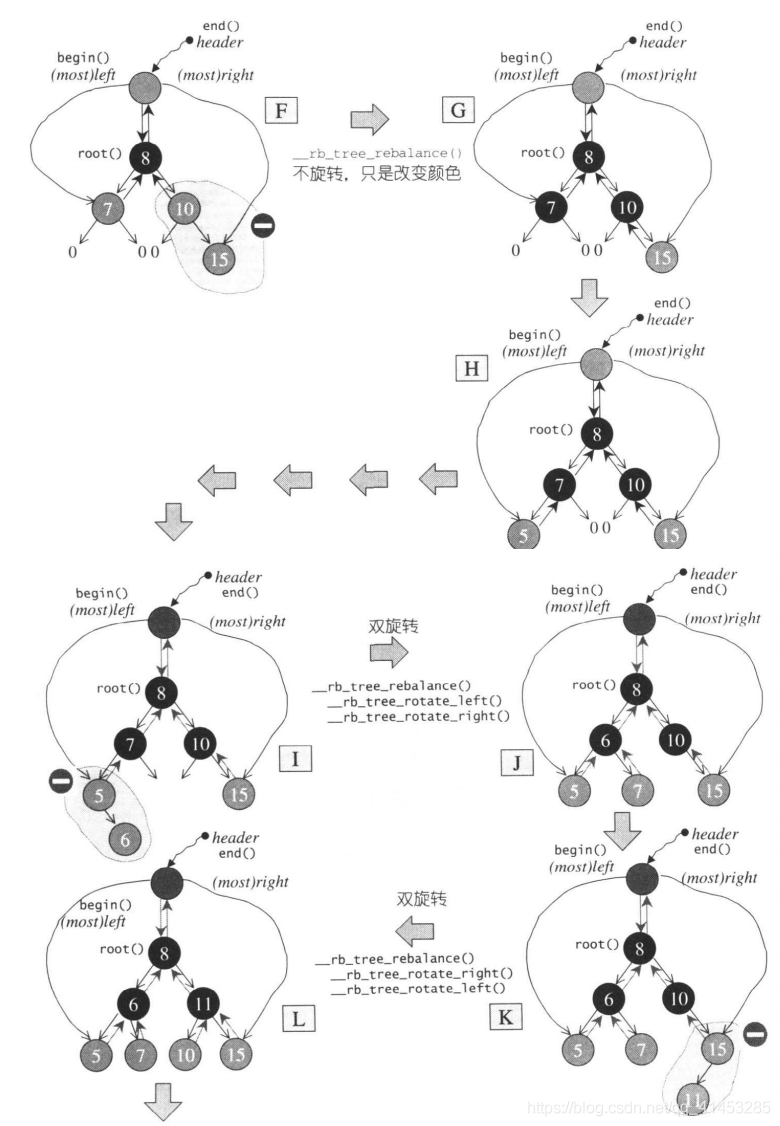 end()
header
begin()
(most)left
(most)right
F
root()
8
7
10
0
0 0
15
__rb_tree_rebalance()
不旋转，只是改变颜色
end()
header
begin()
(most)left
(most)right
G
root()
8
7
10
0
0 0
15
end()
header
begin()
(most)left
(most)right
H
root()
8
7
10
5
0 0
15
header
end()
begin()
(most)left
(most)right
root()
8
7
10
I
5
15
6
双旋转
__rb_tree_rebalance()
__rb_tree_rotate_left()
__rb_tree_rotate_right()
header
end()
begin()
(most)left
(most)right
root()
8
6
10
J
5
7
15
header
end()
(most)right
begin()
(most)left
root()
8
6
11
L
5
7
10
15
双旋转
__rb_tree_rebalance()
__rb_tree_rotate_right()
__rb_tree_rotate_left()
header
end()
begin()
(most)left
(most)right
root()
8
6
10
K
5
7
15
11
https://blog.csdn.net/qq_41453285